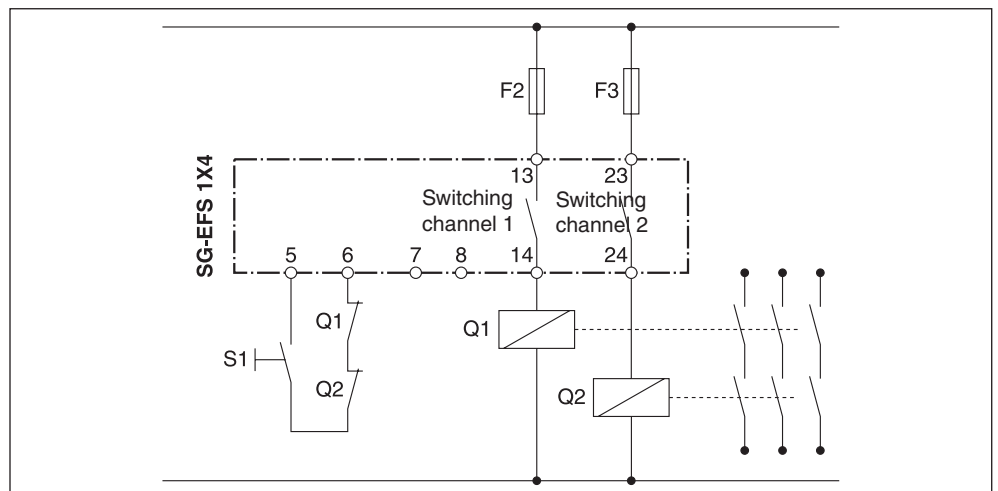 F2
F3
SG-EFS 1X4
13
23
Switching
channel 1
Switching
channel 2
5
6
7
8
14
24
Q1
Q1
S1
Q2
Q2